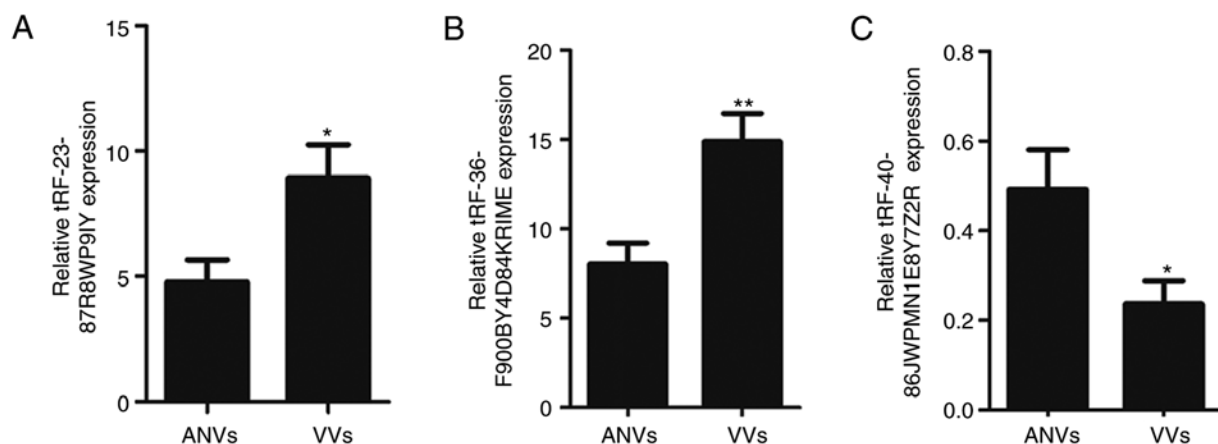 A
Relative tRF-23-
87R8WP9IY expression
15
10
5
0
*
ANVs
VVs
B
Relative tRF-36-
F900BY4D84KRIME expression
20
15
10
5
0
**
ANVs
VVs
C
Relative tRF-40-
86JWPMN1E8Y7Z2R expression
0.8
0.6
0.4
0.2
0.0
*
ANVs
VVs